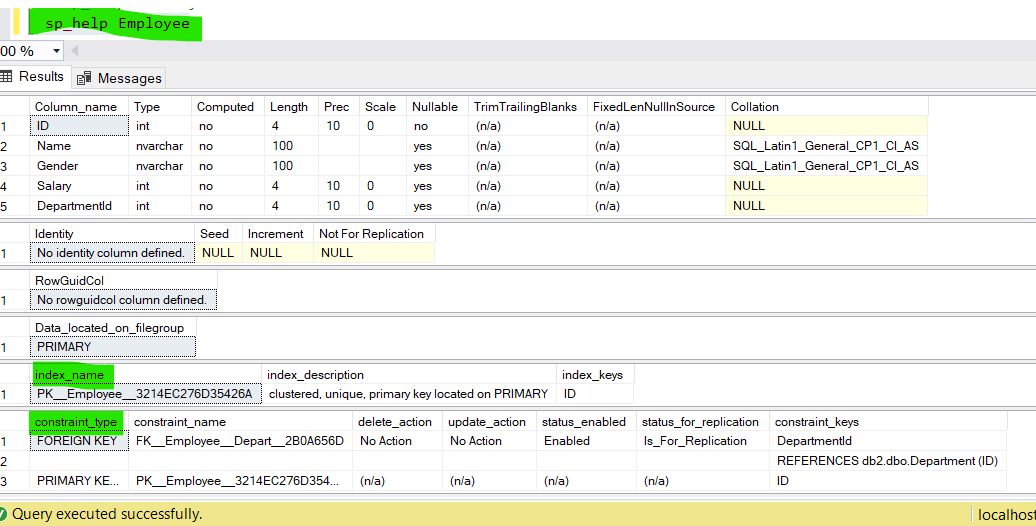 sp_help Employee
00 %
Results Messages
Column_name Type Computed Length Prec Scale Nullable TrimTrailingBlanks FixedLenNullInSource Collation
1 ID int no 4 10 0 no (n/a) (n/a) NULL
2 Name nvarchar no 100 yes (n/a) (n/a) SQL_Latin1_General_CP1_CI_AS
3 Gender nvarchar no 100 yes (n/a) (n/a) SQL_Latin1_General_CP1_CI_AS
4 Salary int no 4 10 0 yes (n/a) (n/a) NULL
5 DepartmentId int no 4 10 0 yes (n/a) (n/a) NULL
Identity Seed Increment Not For Replication
1 No identity column defined. NULL NULL NULL
RowGuidCol
1 No rowguidcol column defined.
Data_located_on_filegroup
1 PRIMARY
index_name index_description index_keys
1 PK__Employee__3214EC276D35426A clustered, unique, primary key located on PRIMARY ID
constraint_type constraint_name delete_action update_action status_enabled status_for_replication constraint_keys
1 FOREIGN KEY FK__Employee__Depart__2B0A656D No Action No Action Enabled Is_For_Replication DepartmentId
2 REFERENCES db2.dbo.Department (ID)
3 PRIMARY KE... PK__Employee__3214EC276D354... (n/a) (n/a) (n/a) (n/a) ID
Query executed successfully. localhost